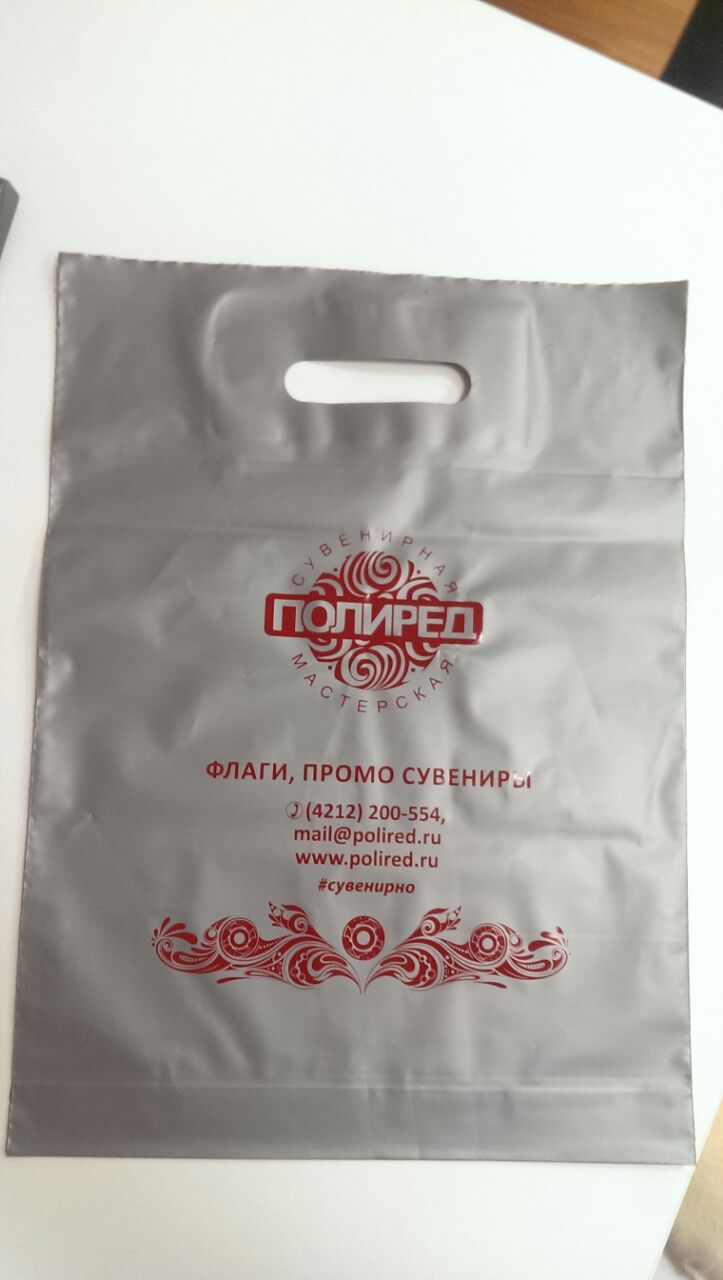 СУВЕНИРНАЯ
ПОЛИРЕД
МАСТЕРСКАЯ
ФЛАГИ, ПРОМО СУВЕНИРЫ
(4212) 200-554,
mail@polired.ru
www.polired.ru
#сувенирно